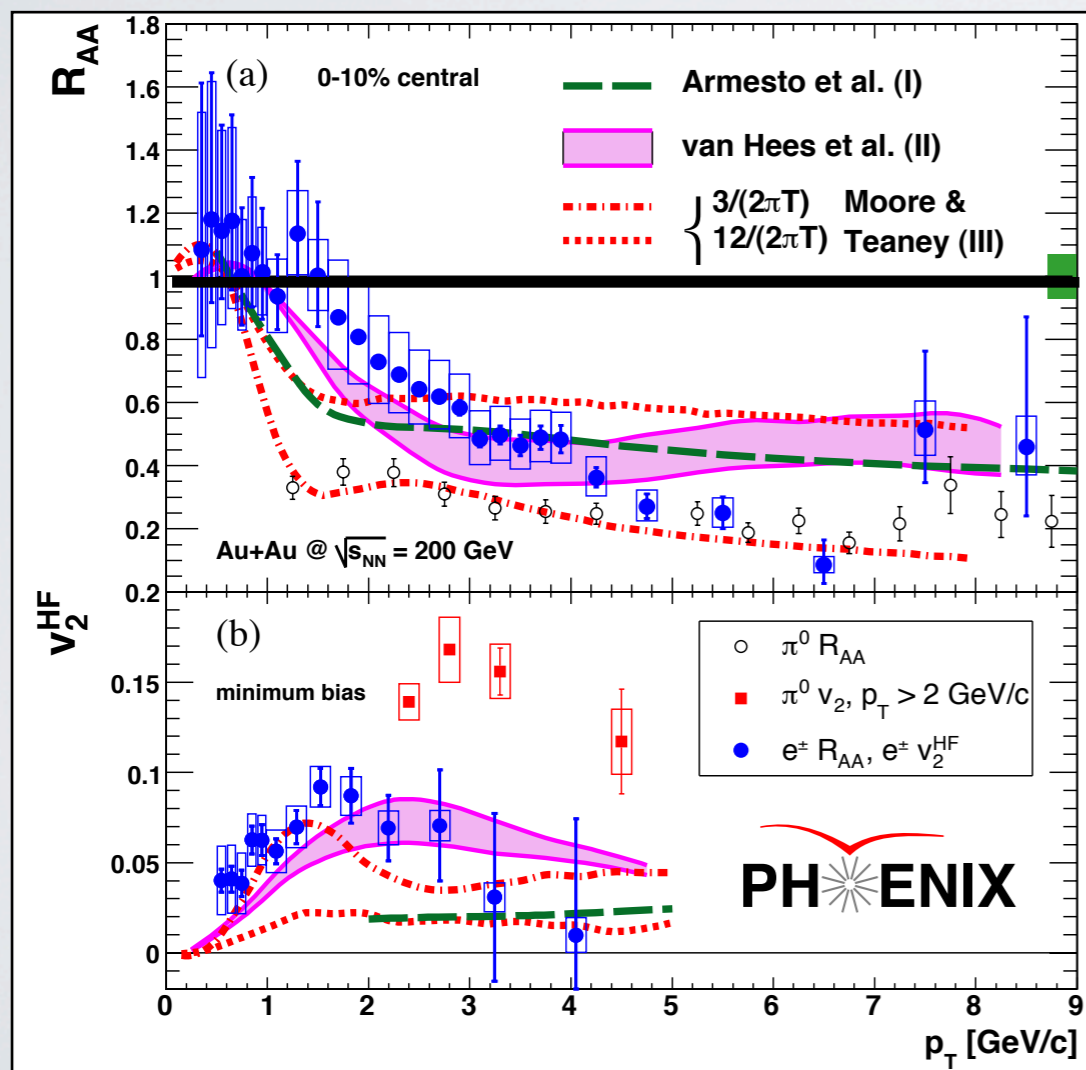 R_AA
1.8
1.6
1.4
1.2
1
0.8
0.6
0.4
0.2
(a)
0-10% central
Armesto et al. (I)
van Hees et al. (II)
3/(2πT) Moore &
12/(2πT) Teaney (III)
Au+Au @ √s_NN = 200 GeV
v_2^HF
0.2
0.15
0.1
0.05
0
(b)
minimum bias
π⁰ R_AA
π⁰ v_2, p_T > 2 GeV/c
e± R_AA, e± v_2^HF
PHENIX
0 1 2 3 4 5 6 7 8 9
p_T [GeV/c]